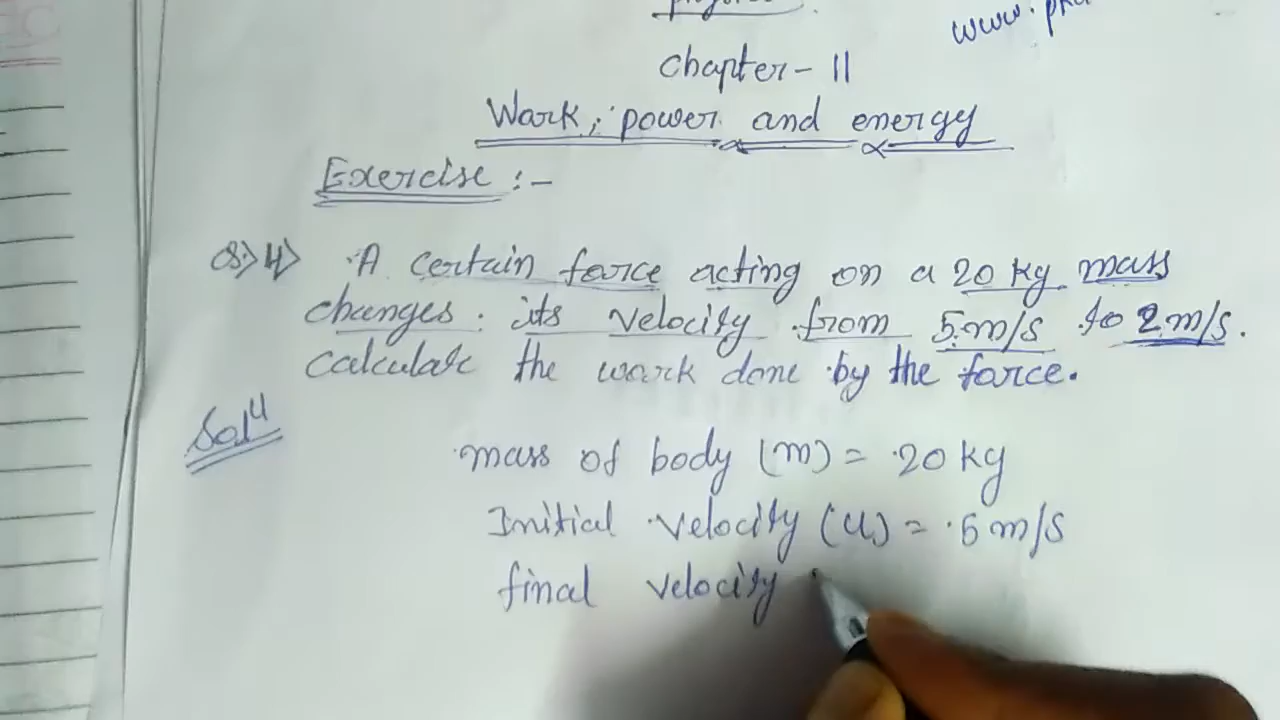 Chapter - 11
Work, power and energy
Exercise :-
Q.>4> A certain force acting on a 20 kg mass
changes its velocity from 5 m/s to 2 m/s.
calculate the work done by the force.
Sol4
mass of body (m) = 20 kg
Initial velocity (u) = 5 m/s
final velocity